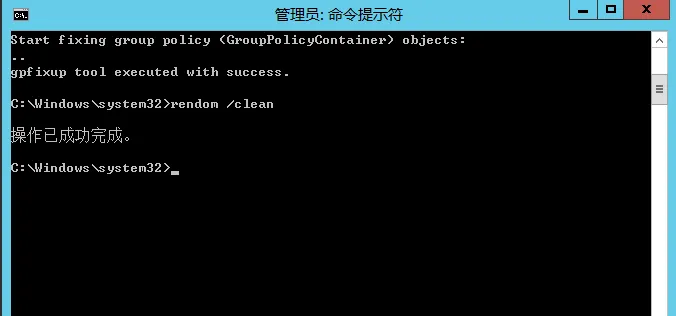 管理员: 命令提示符
Start fixing group policy (GroupPolicyContainer) objects:
..
gpfixup tool executed with success.
C:\Windows\system32>rendom /clean
操作已成功完成。
C:\Windows\system32>